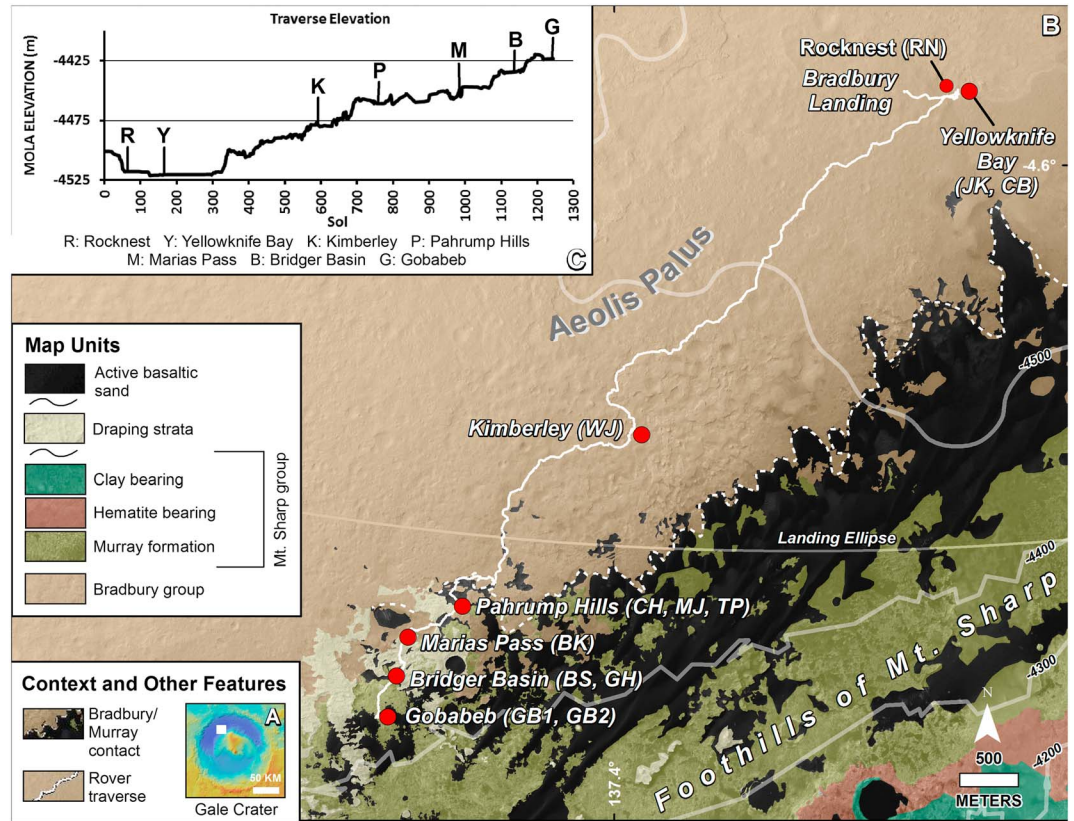 Traverse Elevation
MOLA ELEVATION (m)
-4425
-4475
-4525
R
Y
K
P
M
B
G
0
100
200
300
400
500
600
700
800
900
1000
1100
1200
1300
Sol
R: Rocknest Y: Yellowknife Bay K: Kimberley P: Pahrump Hills
M: Marias Pass B: Bridger Basin G: Gobabeb
C
B
Rocknest (RN)
Bradbury
Landing
Yellowknife
Bay
(JK, CB)
-4.6°
Aeolis Palus
-4500
Kimberley (WJ)
Landing Ellipse
-4400
Pahrump Hills (CH, MJ, TP)
Marias Pass (BK)
Bridger Basin (BS, GH)
Gobabeb (GB1, GB2)
Foothills of Mt. Sharp
-4300
-4200
137.4°
N
500
METERS
Map Units
Active basaltic
sand
Draping strata
Clay bearing
Hematite bearing
Murray formation
Bradbury group
Mt. Sharp group
Context and Other Features
Bradbury/
Murray
contact
Rover
traverse
A
50 KM
Gale Crater